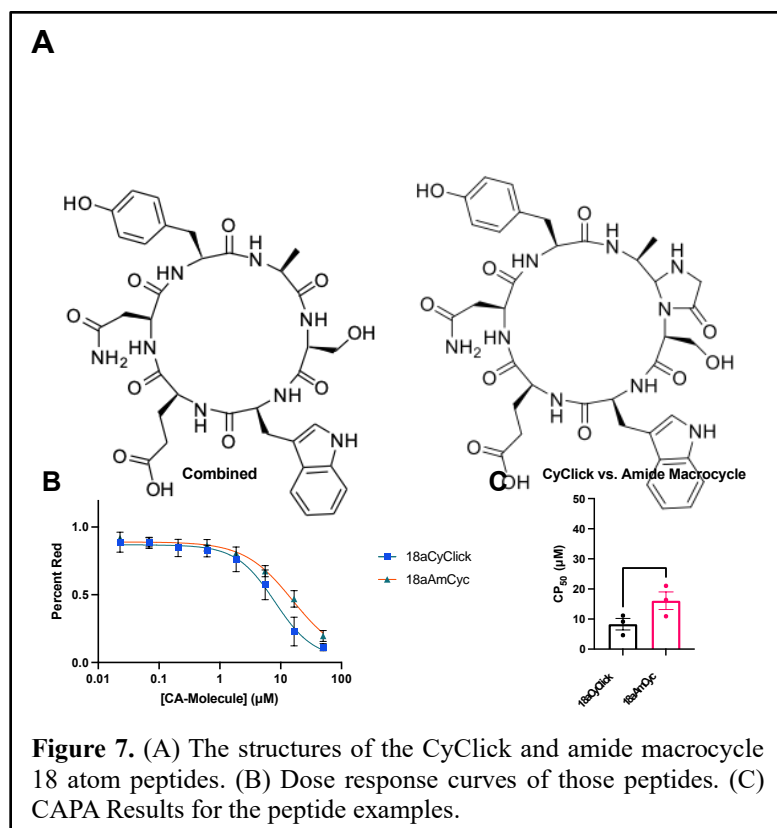 A
HO
O
H
N
O
HN
O
O
NH
O
NH2
NH
OH
O
O
N
H
O
HN
O
NH
O
OH
HO
O
H
N
H
N
HN
O
O
N
O
NH2
NH
O
OH
O
N
H
O
NH
O
NH
O
OH
Combined
B
CyClick vs. Amide Macrocycle
C
Percent Red
1.0
0.5
0.0
0.01 0.1 1 10 100
[CA-Molecule] (μM)
18aCyClick
18aAmCyc
CP50 (μM)
50
40
30
20
10
0
18aCyClick
18aAmCyc
Figure 7. (A) The structures of the CyClick and amide macrocycle
18 atom peptides. (B) Dose response curves of those peptides. (C)
CAPA Results for the peptide examples.